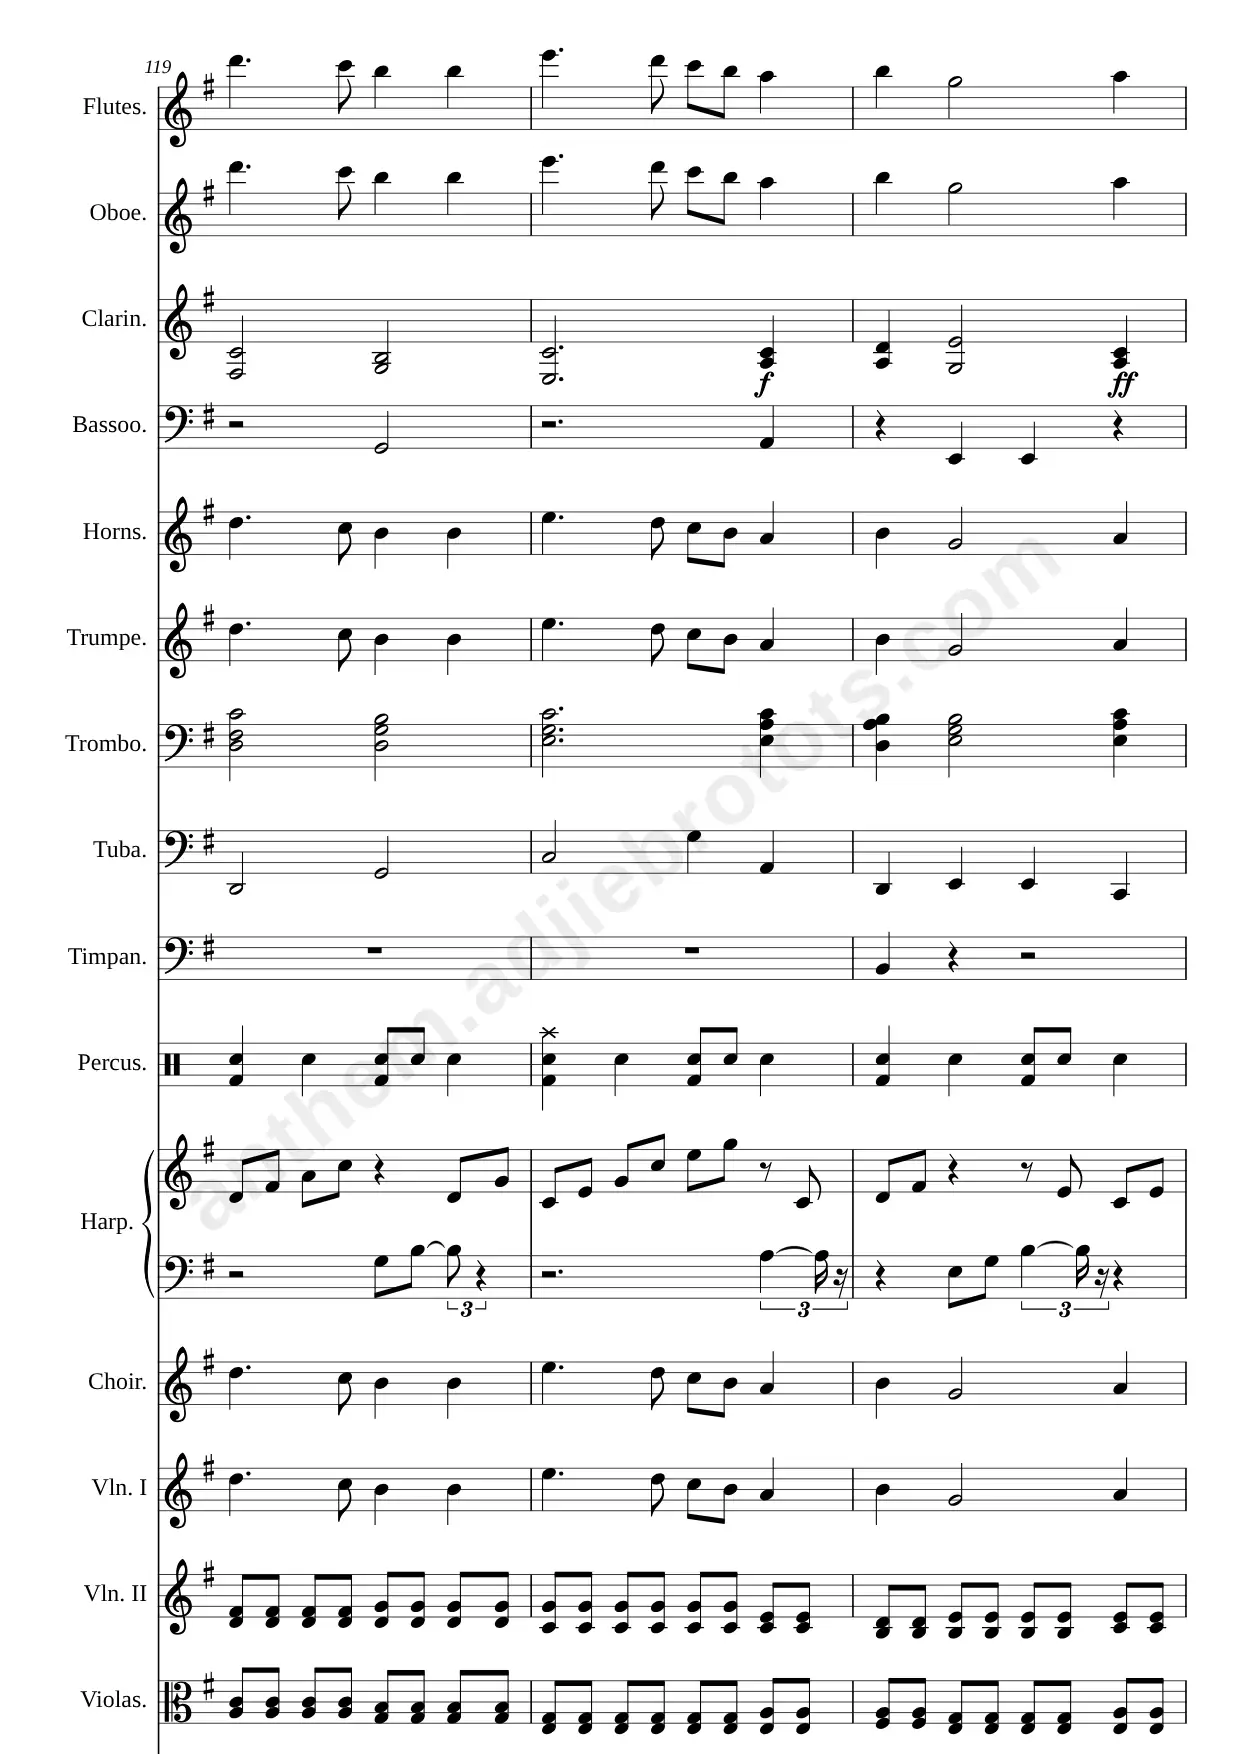 119
Flutes.
Oboe.
Clarin.
f
ff
Bassoo.
Horns.
Trumpe.
Trombo.
Tuba.
Timpan.
Percus.
Harp.
3
3
3
Choir.
Vln. I
Vln. II
Violas.
anthem.adjiebrotots.com